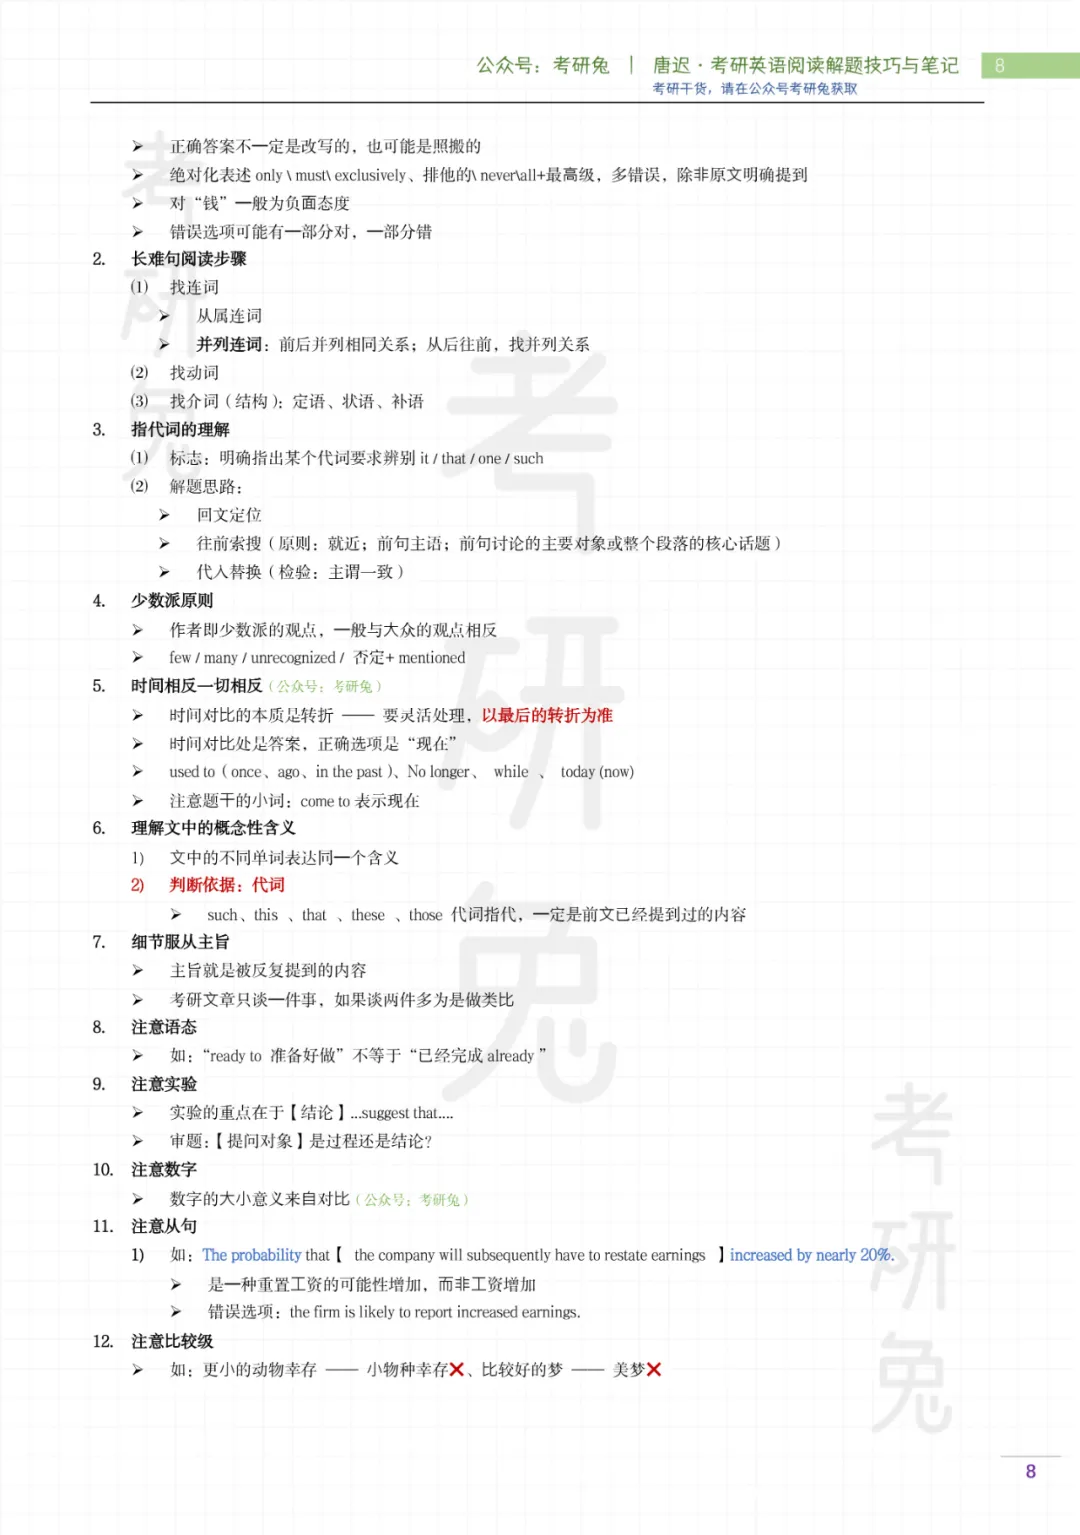 公众号：考研兔 | 唐迟·考研英语阅读解题技巧与笔记 8
考研干货，请在公众号考研兔获取
➢ 正确答案不一定是改写的，也可能是照搬的
➢ 绝对化表述 only \ must\ exclusively、排他的\ never\all+最高级，多错误，除非原文明确提到
➢ 对“钱”一般为负面态度
➢ 错误选项可能有一部分对，一部分错
2. 长难句阅读步骤
⑴ 找连词
➢ 从属连词
➢ 并列连词：前后并列相同关系；从后往前，找并列关系
⑵ 找动词
⑶ 找介词（结构）：定语、状语、补语
3. 指代词的理解
⑴ 标志：明确指出某个代词要求辨别 it / that / one / such
⑵ 解题思路：
➢ 回文定位
➢ 往前索搜（原则：就近；前句主语；前句讨论的主要对象或整个段落的核心话题）
➢ 代入替换（检验：主谓一致）
4. 少数派原则
➢ 作者即少数派的观点，一般与大众的观点相反
➢ few / many / unrecognized / 否定+ mentioned
5. 时间相反一切相反（公众号：考研兔）
➢ 时间对比的本质是转折 —— 要灵活处理，以最后的转折为准
➢ 时间对比处是答案，正确选项是“现在”
➢ used to（once、ago、in the past）、No longer、 while 、 today (now)
➢ 注意题干的小词：come to 表示现在
6. 理解文中的概念性含义
1) 文中的不同单词表达同一个含义
2) 判断依据：代词
➢ such、this 、that 、these 、those 代词指代，一定是前文已经提到过的内容
7. 细节服从主旨
➢ 主旨就是被反复提到的内容
➢ 考研文章只谈一件事，如果谈两件多为是做类比
8. 注意语态
➢ 如：“ready to 准备好做”不等于“已经完成 already ”
9. 注意实验
➢ 实验的重点在于【结论】...suggest that....
➢ 审题:【提问对象】是过程还是结论?
10. 注意数字
➢ 数字的大小意义来自对比（公众号：考研兔）
11. 注意从句
1) 如：The probability that【 the company will subsequently have to restate earnings 】increased by nearly 20%.
➢ 是一种重置工资的可能性增加，而非工资增加
➢ 错误选项：the firm is likely to report increased earnings.
12. 注意比较级
➢ 如：更小的动物幸存 —— 小物种幸存❌、比较好的梦 —— 美梦❌
考研兔
考研兔
考研兔
8